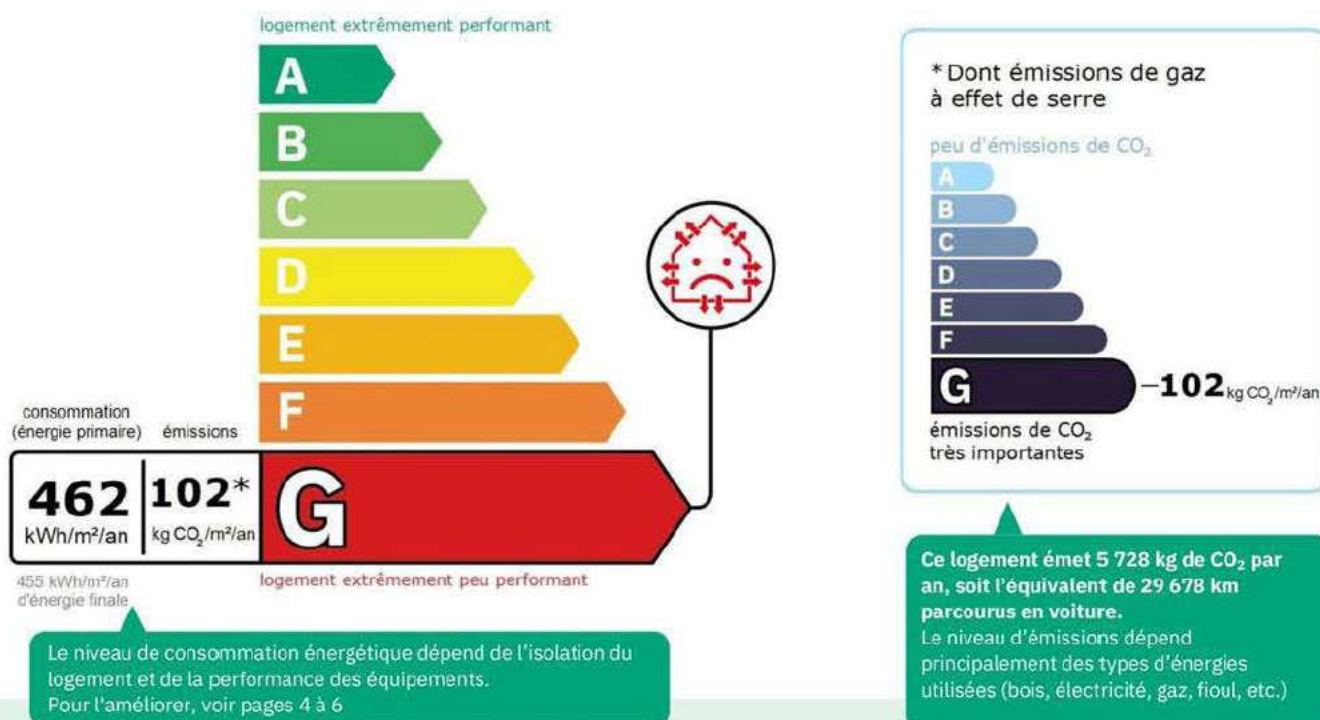 logement extrêmement performant
A
B
C
D
E
F
consommation
(énergie primaire)
émissions
462
kWh/m²/an
102*
kg CO₂/m²/an
G
455 kWh/m²/an
d'énergie finale
logement extrêmement peu performant
Le niveau de consommation énergétique dépend de l'isolation du
logement et de la performance des équipements.
Pour l'améliorer, voir pages 4 à 6
* Dont émissions de gaz
à effet de serre
peu d'émissions de CO₂
A
B
C
D
E
F
G
102 kg CO₂/m²/an
émissions de CO₂
très importantes
Ce logement émet 5 728 kg de CO₂ par
an, soit l'équivalent de 29 678 km
parcourus en voiture.
Le niveau d'émissions dépend
principalement des types d'énergies
utilisées (bois, électricité, gaz, fioul, etc.)